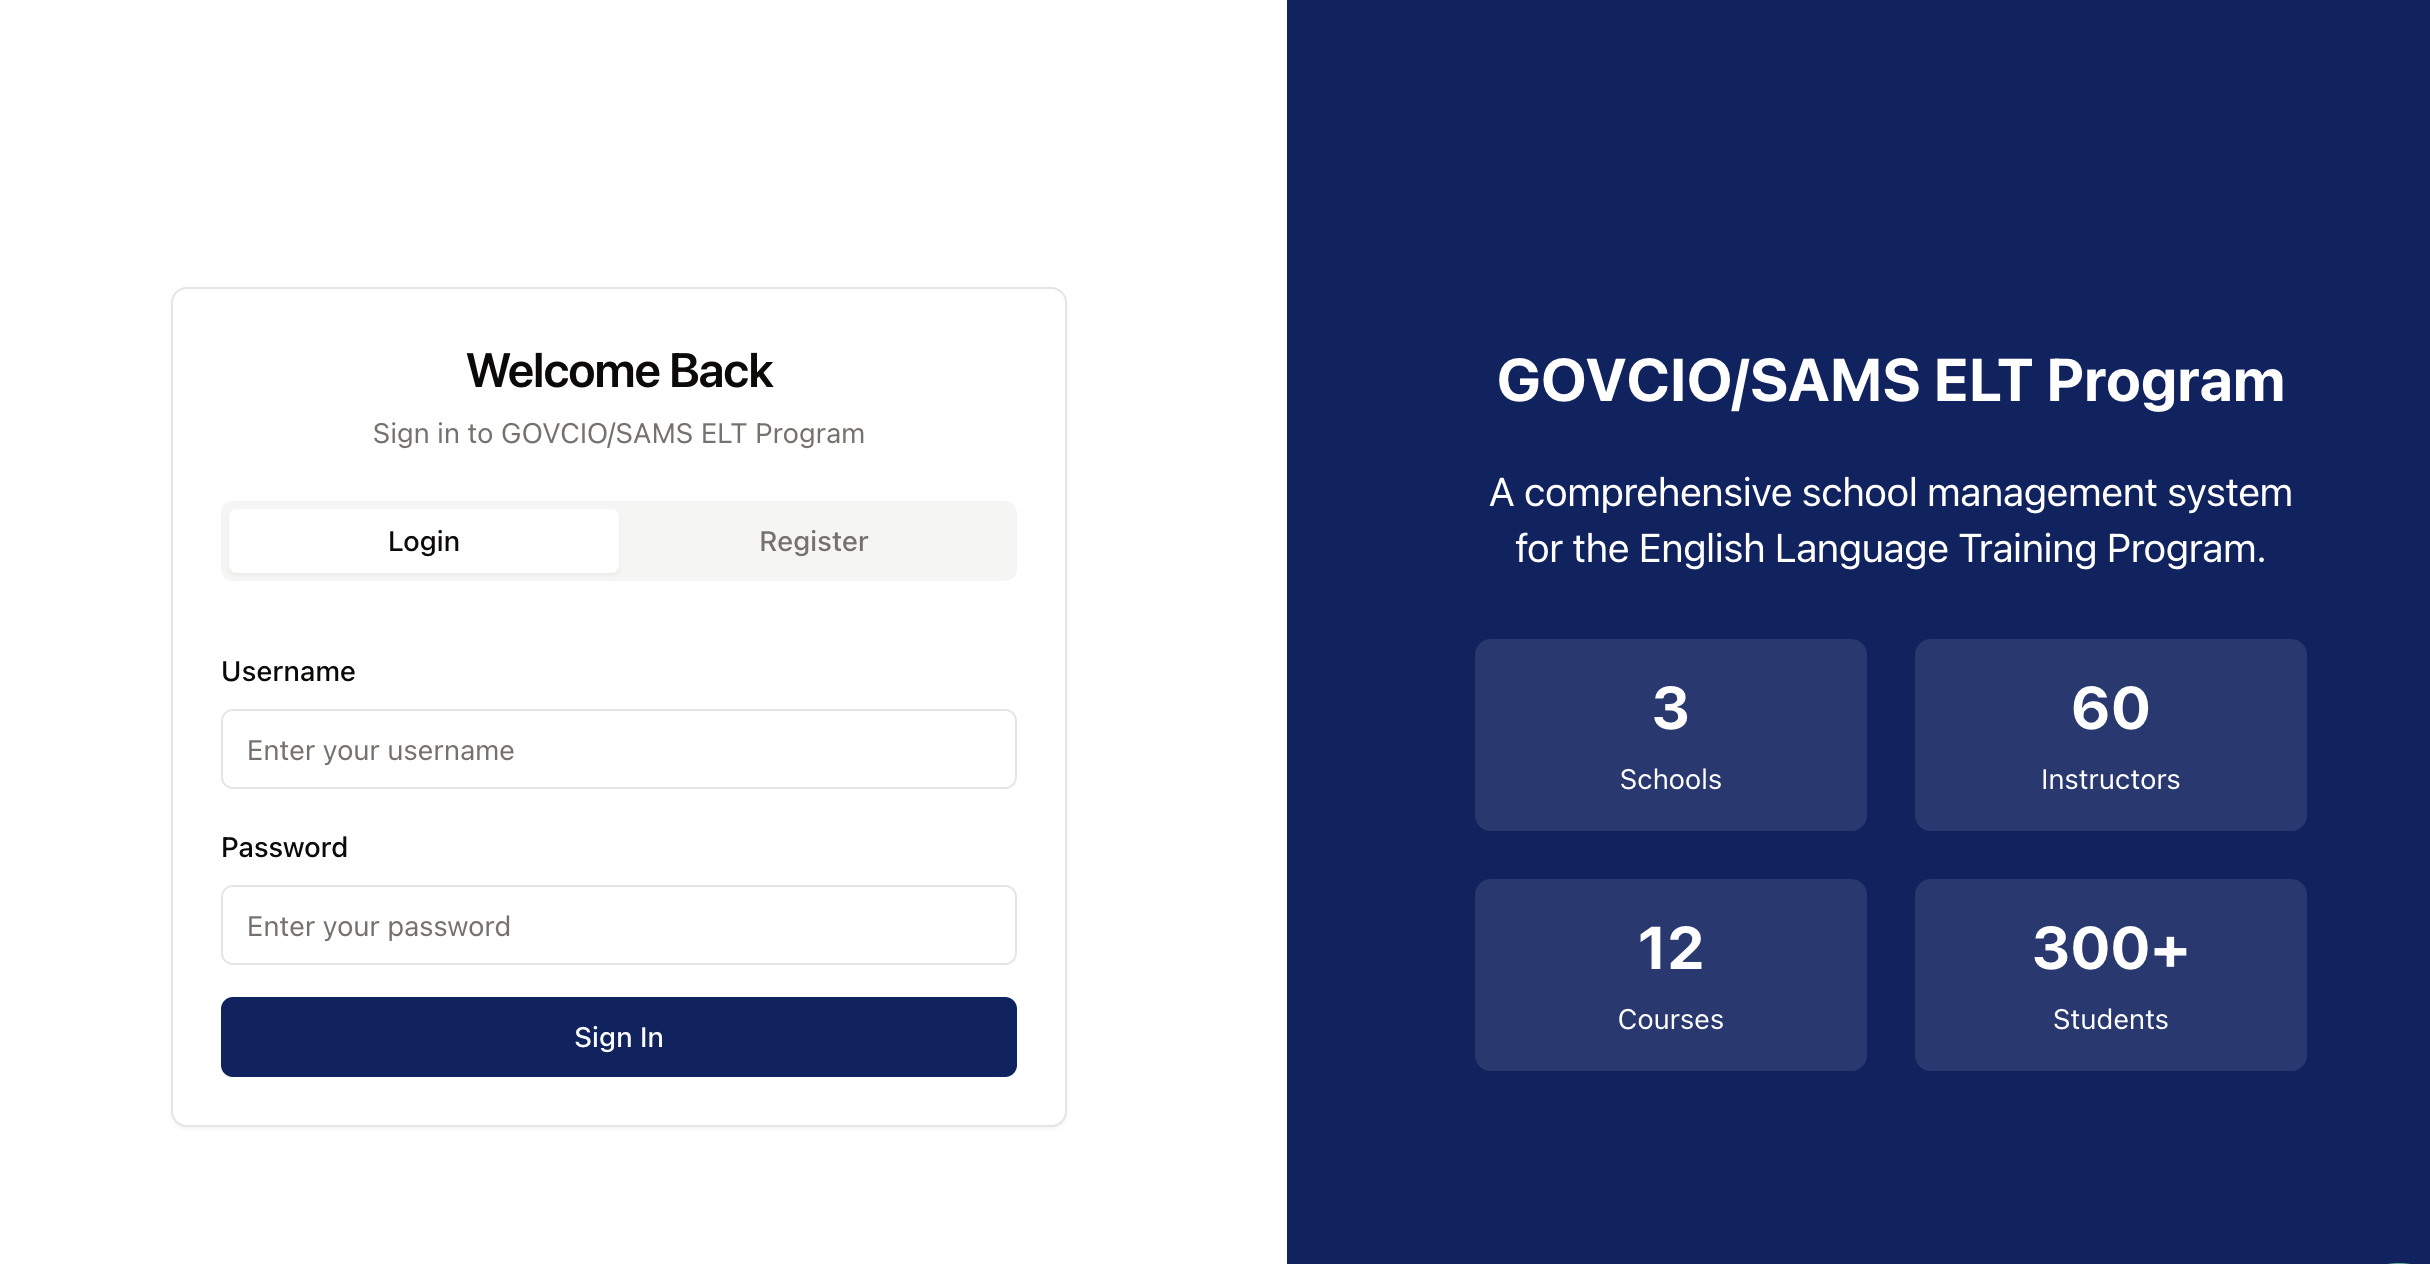 Welcome Back
Sign in to GOVCIO/SAMS ELT Program
Login
Register
Username
Enter your username
Password
Enter your password
Sign In
GOVCIO/SAMS ELT Program
A comprehensive school management system
for the English Language Training Program.
3
Schools
60
Instructors
12
Courses
300+
Students